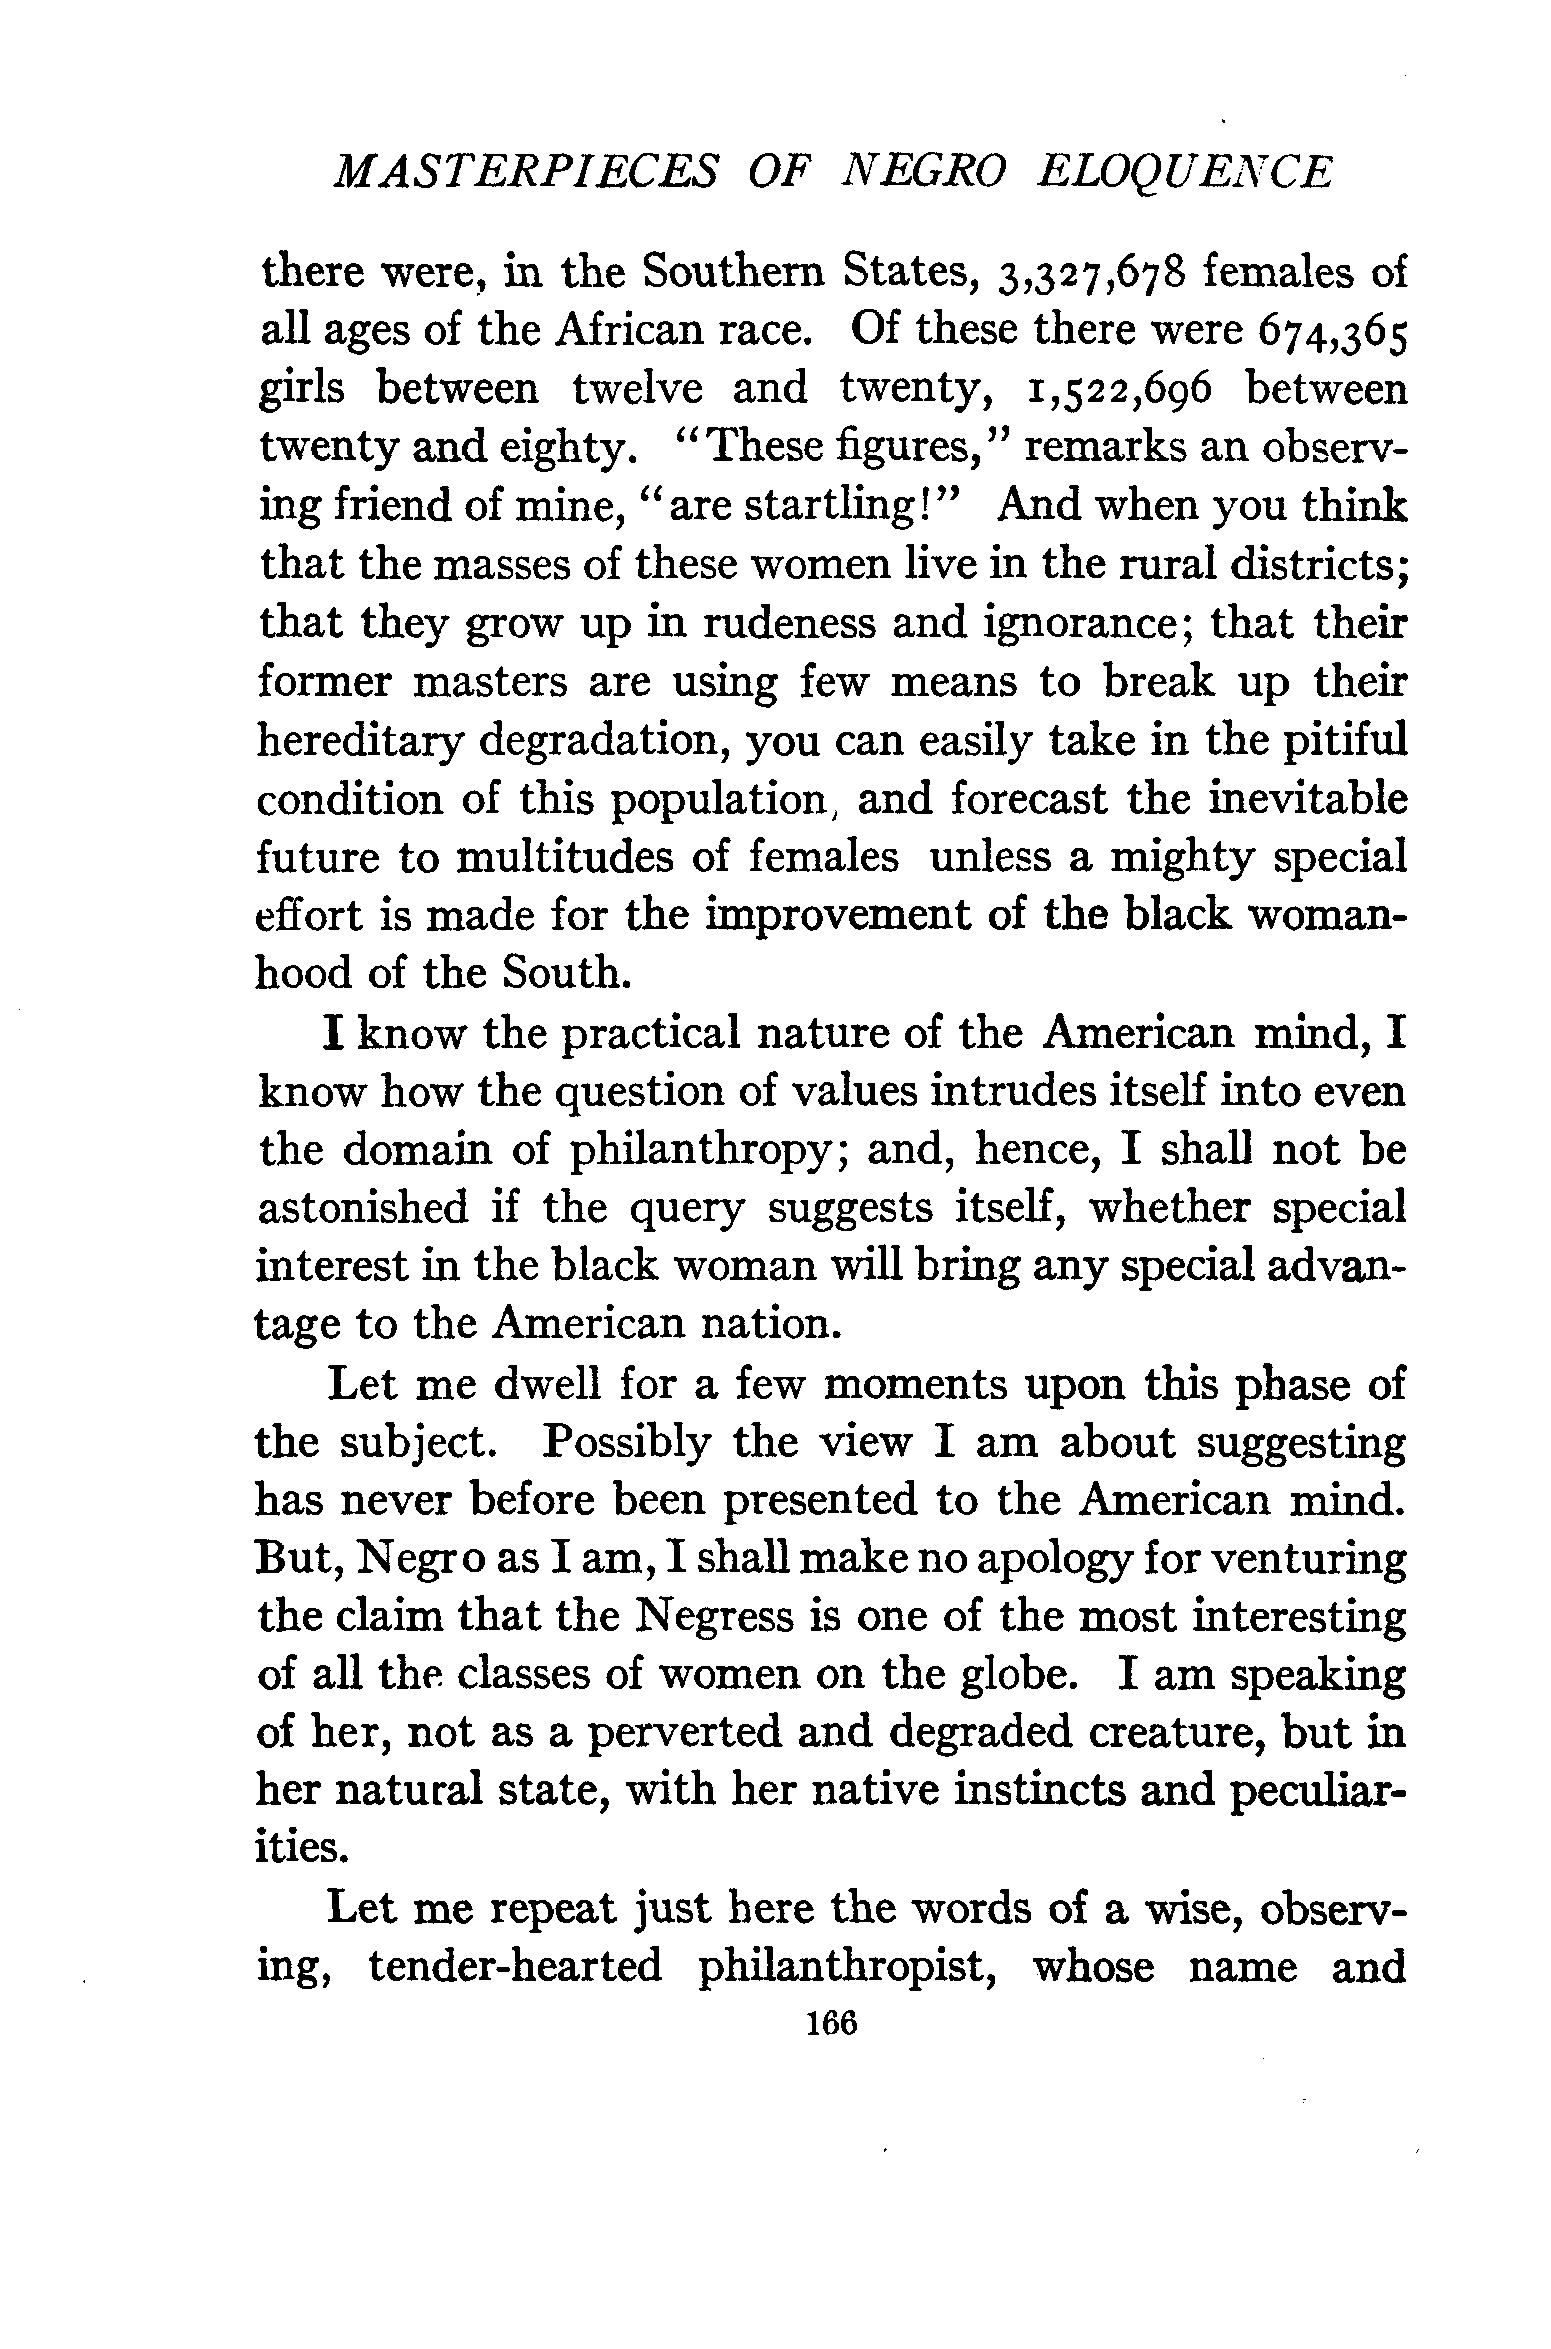 MASTERPIECES OF NEGRO ELOQUENCE
there were, in the Southern States, 3,327,678 females of
all ages of the African race. Of these there were 674,365
girls between twelve and twenty, 1,522,696 between
twenty and eighty. "These figures," remarks an observ-
ing friend of mine, "are startling!" And when you think
that the masses of these women live in the rural districts;
that they grow up in rudeness and ignorance; that their
former masters are using few means to break up their
hereditary degradation, you can easily take in the pitiful
condition of this population, and forecast the inevitable
future to multitudes of females unless a mighty special
effort is made for the improvement of the black woman-
hood of the South.
I know the practical nature of the American mind, I
know how the question of values intrudes itself into even
the domain of philanthropy; and, hence, I shall not be
astonished if the query suggests itself, whether special
interest in the black woman will bring any special advan-
tage to the American nation.
Let me dwell for a few moments upon this phase of
the subject. Possibly the view I am about suggesting
has never before been presented to the American mind.
But, Negro as I am, I shall make no apology for venturing
the claim that the Negress is one of the most interesting
of all the classes of women on the globe. I am speaking
of her, not as a perverted and degraded creature, but in
her natural state, with her native instincts and peculiar-
ities.
Let me repeat just here the words of a wise, observ-
ing, tender-hearted philanthropist, whose name and
166